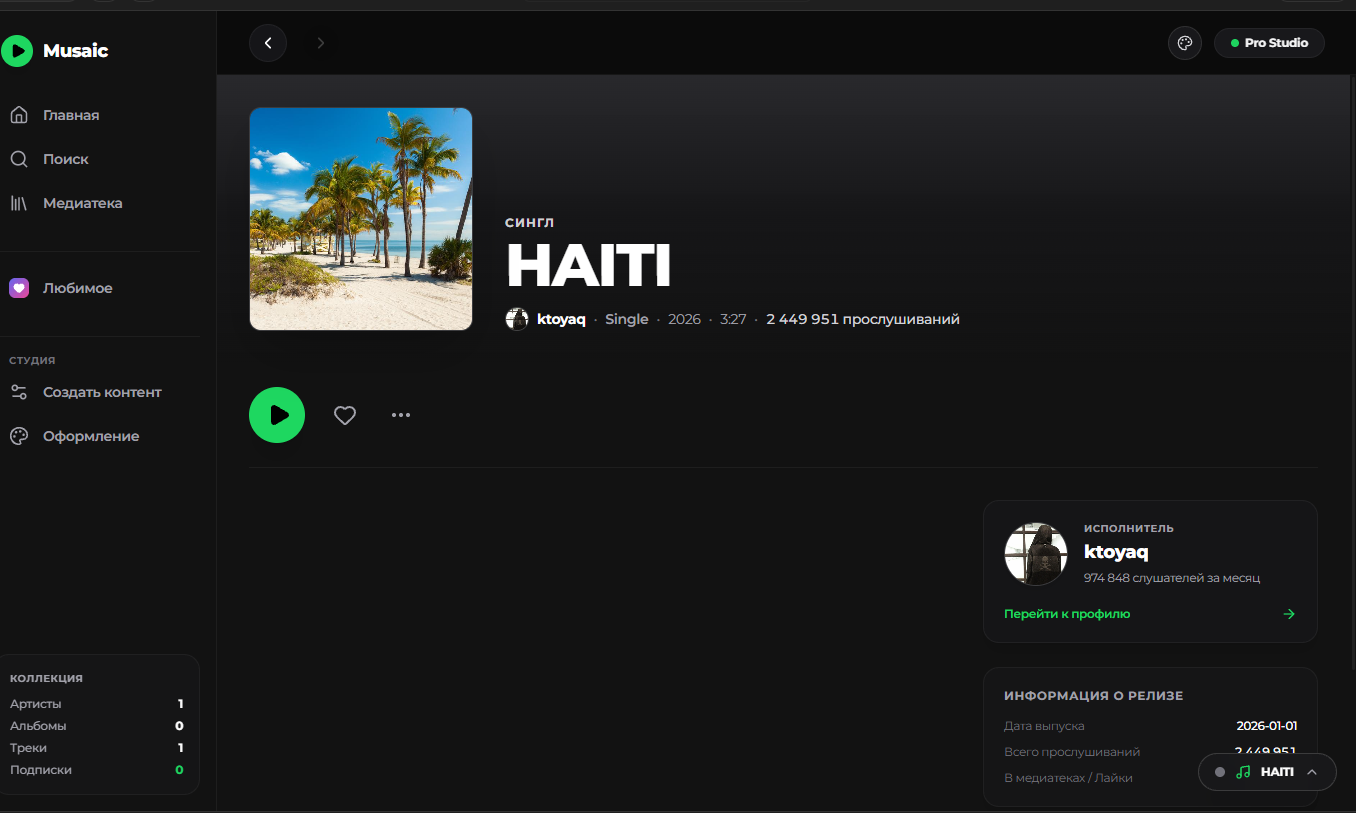 Musaic
Pro Studio
Главная
Поиск
Медиатека
Любимое
СТУДИЯ
Создать контент
Оформление
КОЛЛЕКЦИЯ
Артисты 1
Альбомы 0
Треки 1
Подписки 0
СИНГЛ
HAITI
ktoyaq · Single · 2026 · 3:27 · 2 449 951 прослушиваний
ИСПОЛНИТЕЛЬ
ktoyaq
974 848 слушателей за месяц
Перейти к профилю
ИНФОРМАЦИЯ О РЕЛИЗЕ
Дата выпуска 2026-01-01
Всего прослушиваний 2 449 951
В медиатеках / Лайки
HAITI